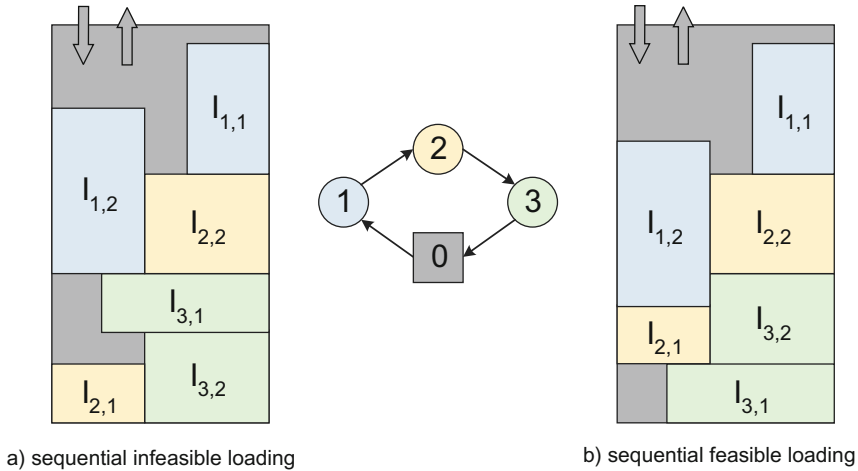 I1,1
I1,2
I2,2
I3,1
I3,2
I2,1
a) sequential infeasible loading
1
2
3
0
I1,1
I1,2
I2,2
I2,1
I3,2
I3,1
b) sequential feasible loading